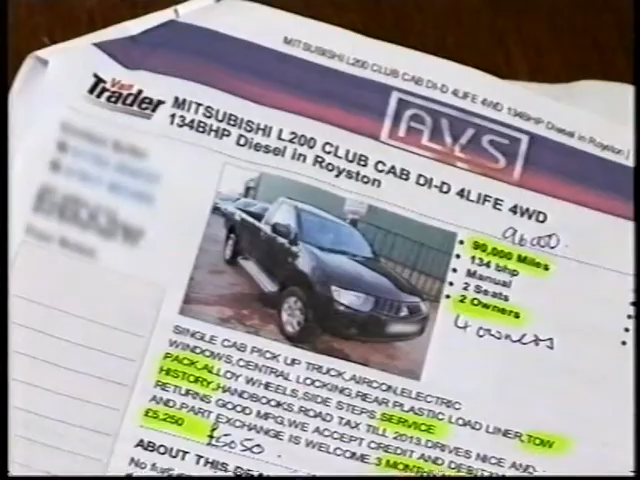 MITSUBISHI L200 CLUB CAB DI-D 4LIFE 4WD 134BHP Diesel in Royston |
Van
Trader
AVS
MITSUBISHI L200 CLUB CAB DI-D 4LIFE 4WD
134BHP Diesel in Royston
96000.
• 90,000 Miles
• 134 bhp
• Manual
• 2 Seats
• 2 Owners
4 owners
SINGLE CAB PICK UP TRUCK,AIRCON,ELECTRIC
WINDOWS,CENTRAL LOCKING,REAR PLASTIC LOAD LINER,TOW
PACK,ALLOY WHEELS,SIDE STEPS,SERVICE
HISTORY,HANDBOOKS.ROAD TAX TILL 2013.DRIVES NICE AND
RETURNS GOOD MPG.WE ACCEPT CREDIT AND DEBIT
AND.PART EXCHANGE IS WELCOME.3
£5,250
£5050
ABOUT THIS